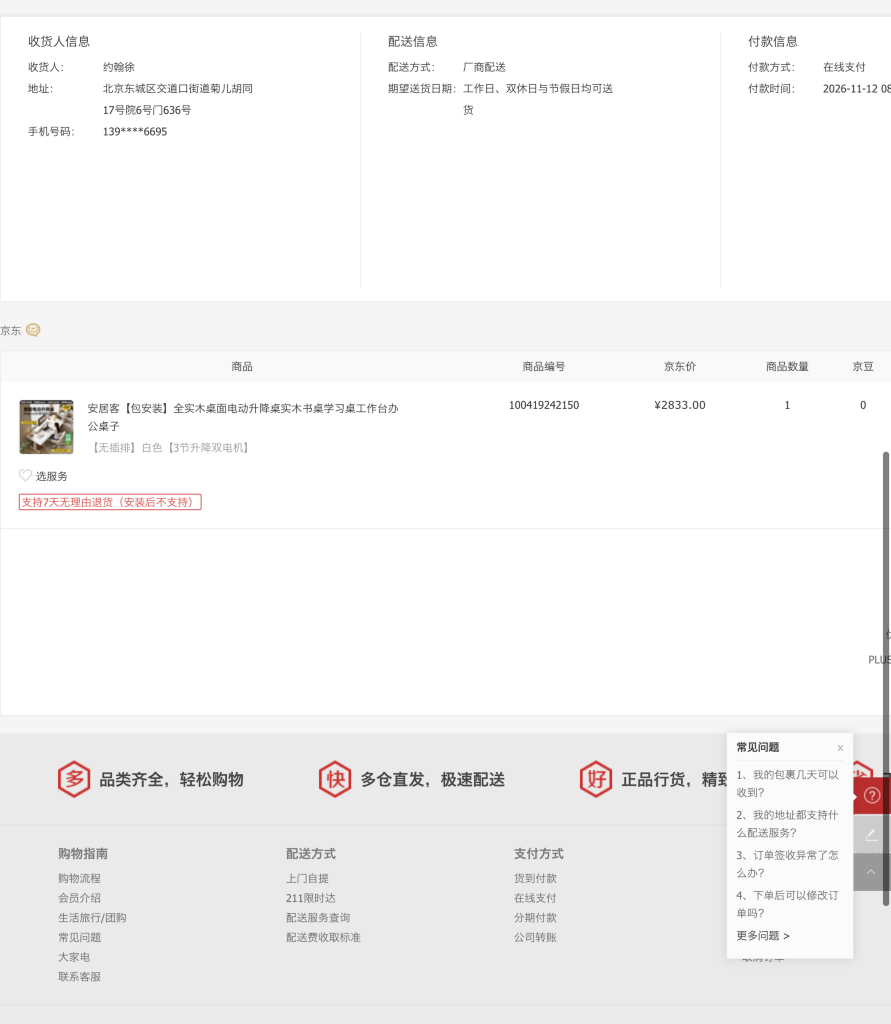 收货人信息
收货人： 约翰徐
地址： 北京东城区交道口街道菊儿胡同
17号院6号门636号
手机号码： 139****6695
配送信息
配送方式： 厂商配送
期望送货日期： 工作日、双休日与节假日均可送
货
付款信息
付款方式： 在线支付
付款时间： 2026-11-12 08
京东
商品 商品编号 京东价 商品数量 京豆
安居客【包安装】全实木桌面电动升降桌实木书桌学习桌工作台办
公桌子
【无插排】白色【3节升降双电机】
100419242150 ¥2833.00 1 0
选服务
支持7天无理由退货（安装后不支持）
PLUS
多 品类齐全，轻松购物
快 多仓直发，极速配送
好 正品行货，精致
购物指南
购物流程
会员介绍
生活旅行/团购
常见问题
大家电
联系客服
配送方式
上门自提
211限时达
配送服务查询
配送费收取标准
支付方式
货到付款
在线支付
分期付款
公司转账
取消订单
常见问题 x
1、我的包裹几天可以
收到?
2、我的地址都支持什
么配送服务?
3、订单签收异常了怎
么办?
4、下单后可以修改订
单吗?
更多问题 >